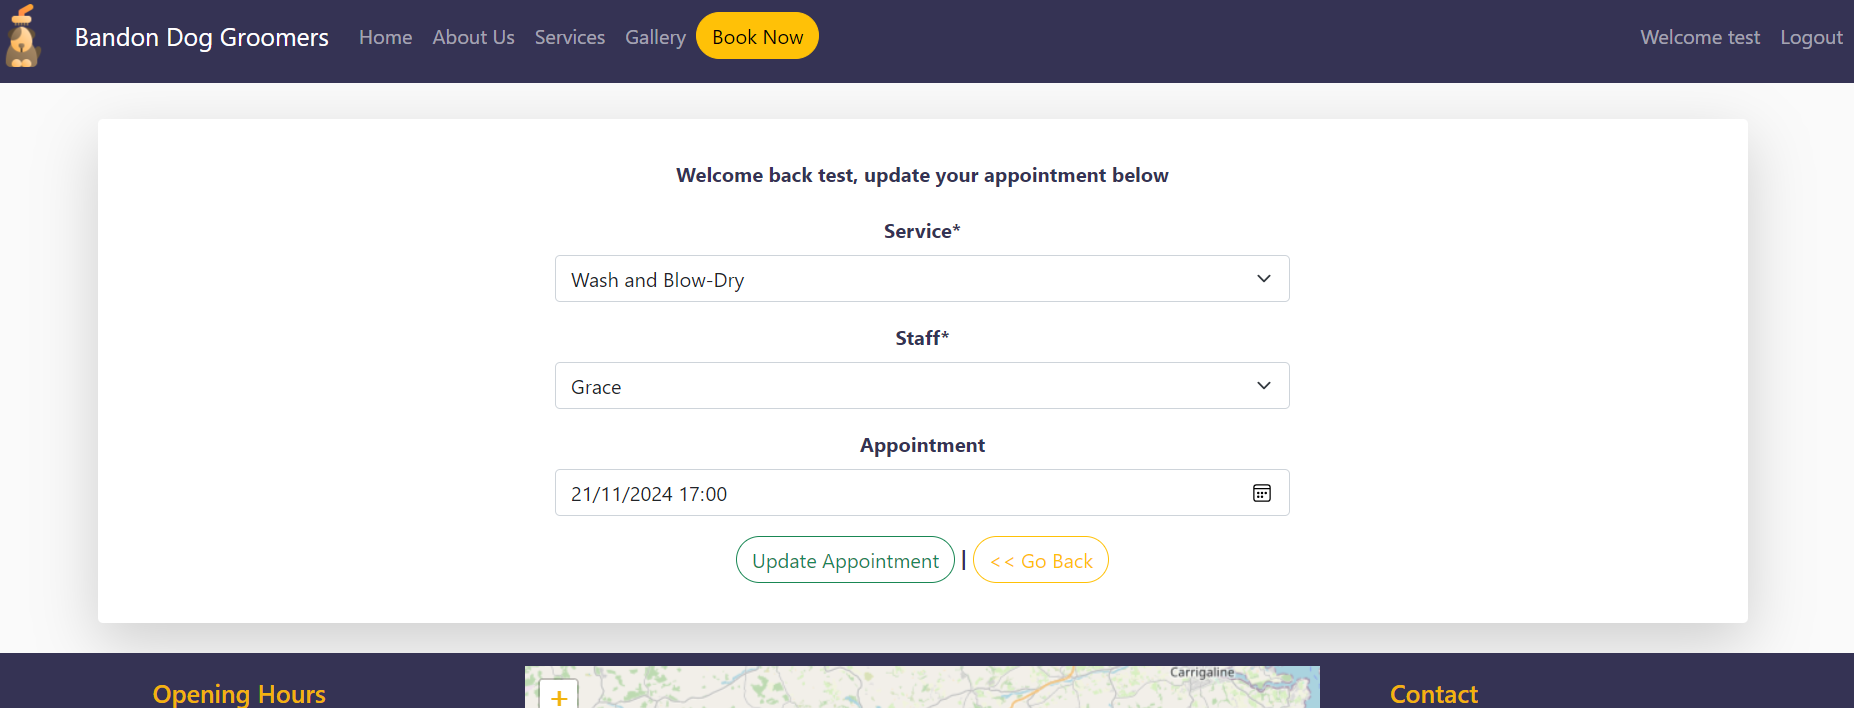 Bandon Dog Groomers Home About Us Services Gallery Book Now Welcome test Logout
Welcome back test, update your appointment below
Service*
Wash and Blow-Dry
Staff*
Grace
Appointment
21/11/2024 17:00
Update Appointment | << Go Back
Carrigaline
Opening Hours + Contact